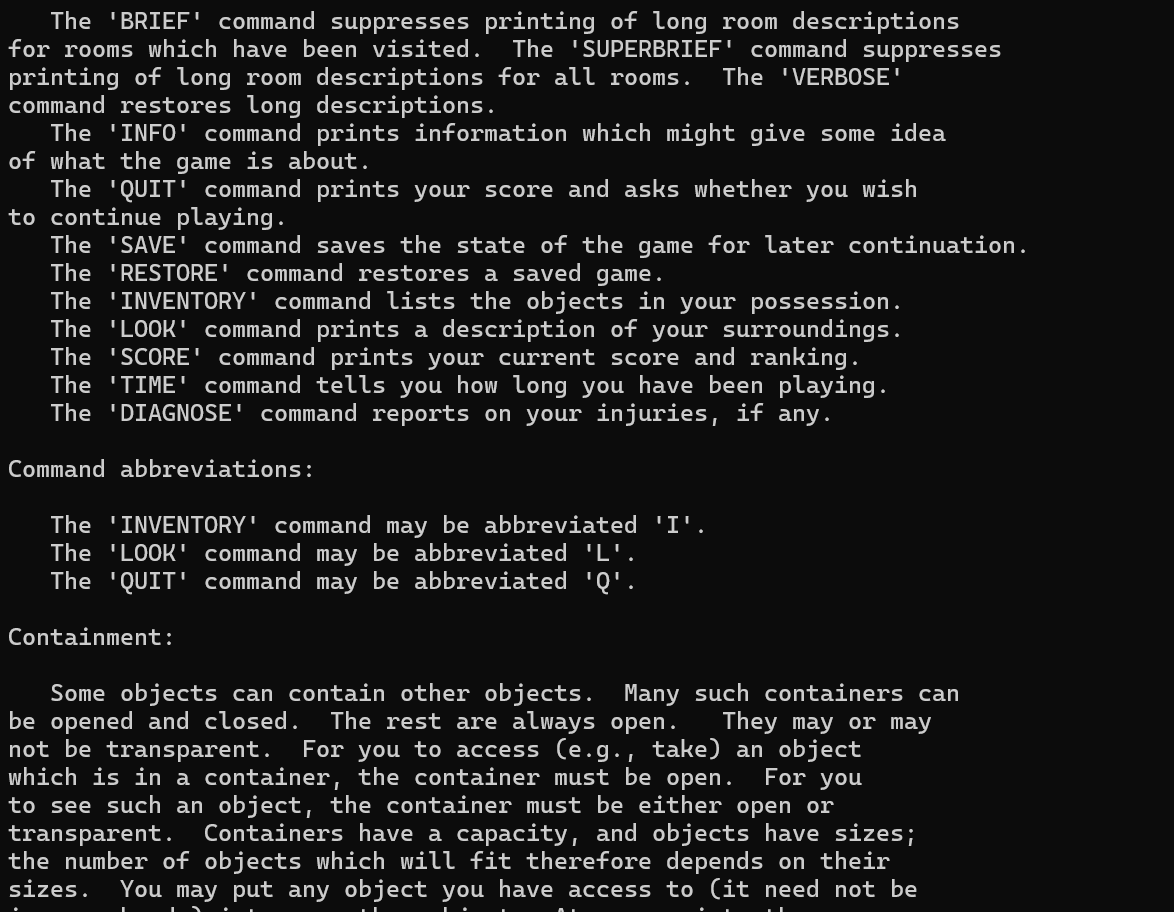 The 'BRIEF' command suppresses printing of long room descriptions
for rooms which have been visited.  The 'SUPERBRIEF' command suppresses
printing of long room descriptions for all rooms.  The 'VERBOSE'
command restores long descriptions.
   The 'INFO' command prints information which might give some idea
of what the game is about.
   The 'QUIT' command prints your score and asks whether you wish
to continue playing.
   The 'SAVE' command saves the state of the game for later continuation.
   The 'RESTORE' command restores a saved game.
   The 'INVENTORY' command lists the objects in your possession.
   The 'LOOK' command prints a description of your surroundings.
   The 'SCORE' command prints your current score and ranking.
   The 'TIME' command tells you how long you have been playing.
   The 'DIAGNOSE' command reports on your injuries, if any.

Command abbreviations:

   The 'INVENTORY' command may be abbreviated 'I'.
   The 'LOOK' command may be abbreviated 'L'.
   The 'QUIT' command may be abbreviated 'Q'.

Containment:

   Some objects can contain other objects.  Many such containers can
be opened and closed.  The rest are always open.   They may or may
not be transparent.  For you to access (e.g., take) an object
which is in a container, the container must be open.  For you
to see such an object, the container must be either open or
transparent.  Containers have a capacity, and objects have sizes;
the number of objects which will fit therefore depends on their
sizes.  You may put any object you have access to (it need not be